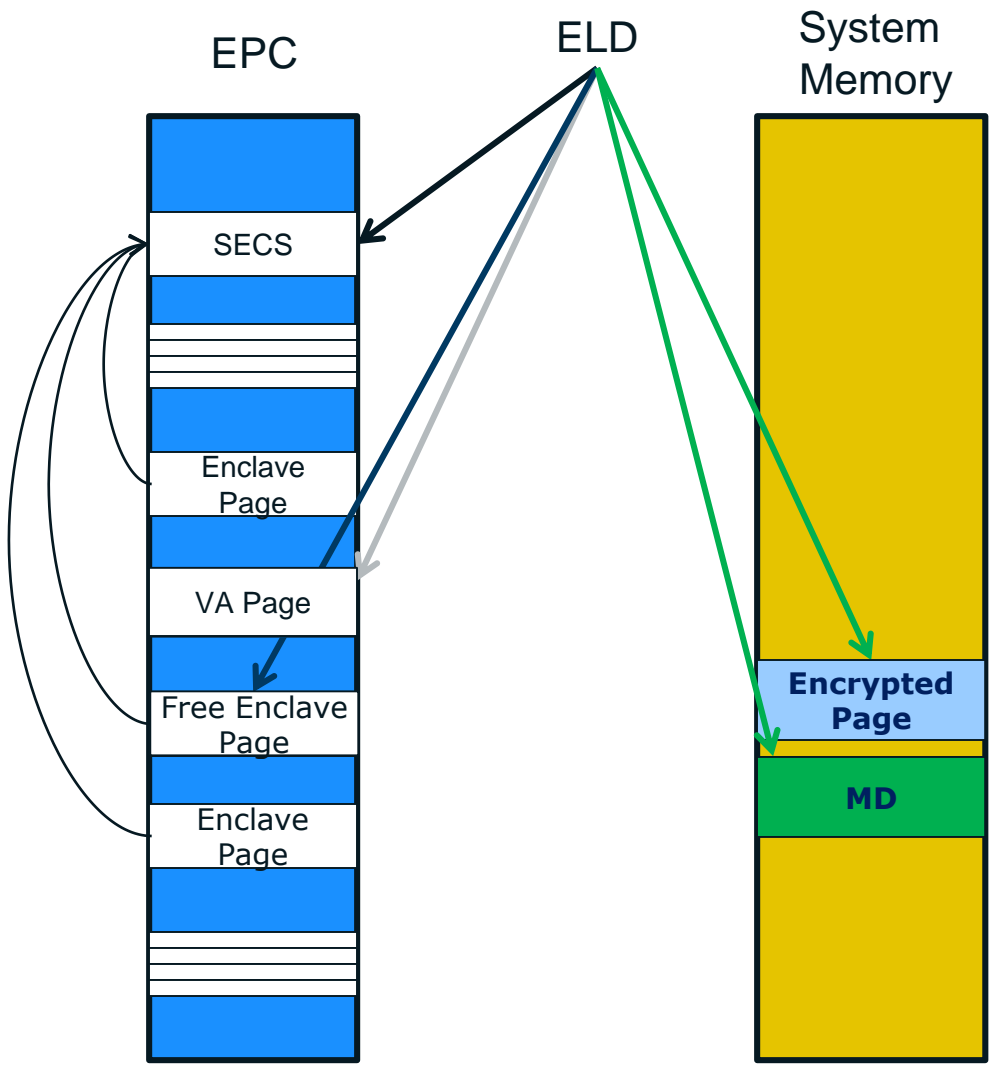 EPC
ELD
System
Memory
SECS
Enclave
Page
VA Page
Free Enclave
Page
Enclave
Page
Encrypted
Page
MD